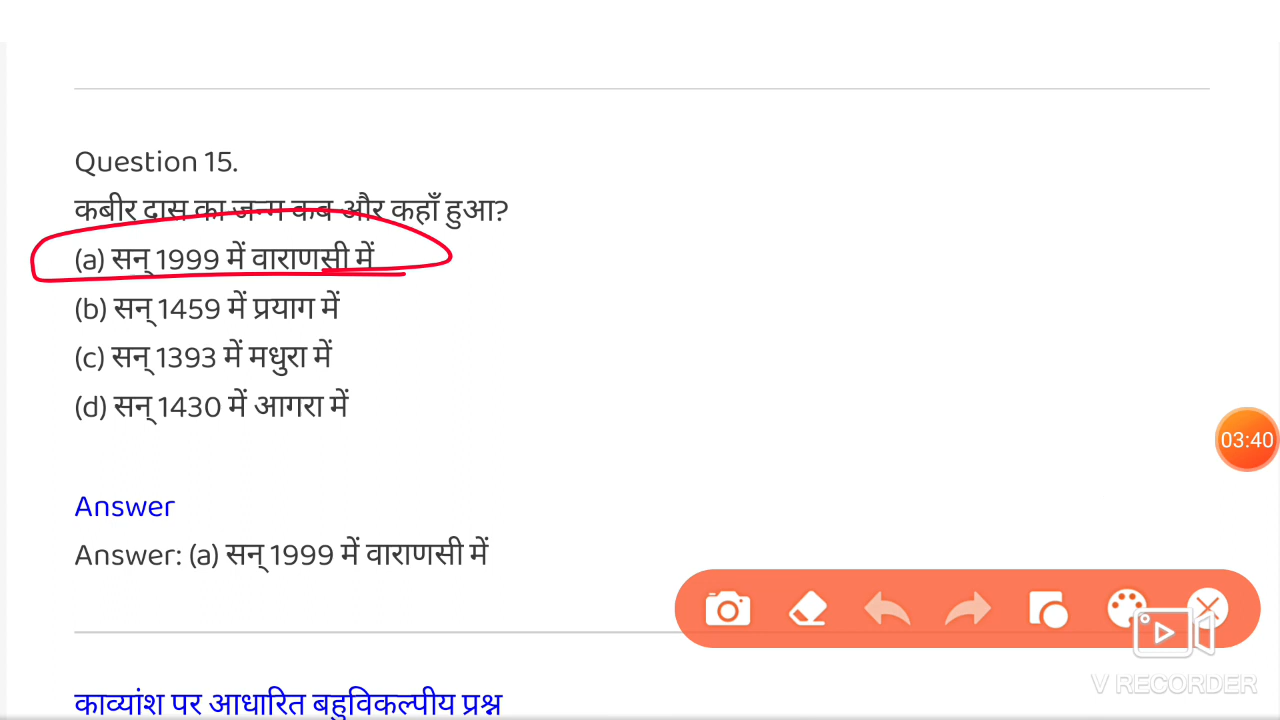 Question 15.
कबीर दास का जन्म कब और कहाँ हुआ?
(a) सन् 1999 में वाराणसी में
(b) सन् 1459 में प्रयाग में
(c) सन् 1393 में मधुरा में
(d) सन् 1430 में आगरा में
03:40
Answer
Answer: (a) सन् 1999 में वाराणसी में
V RECORDER
काव्यांश पर आधारित बहुविकल्पीय प्रश्न